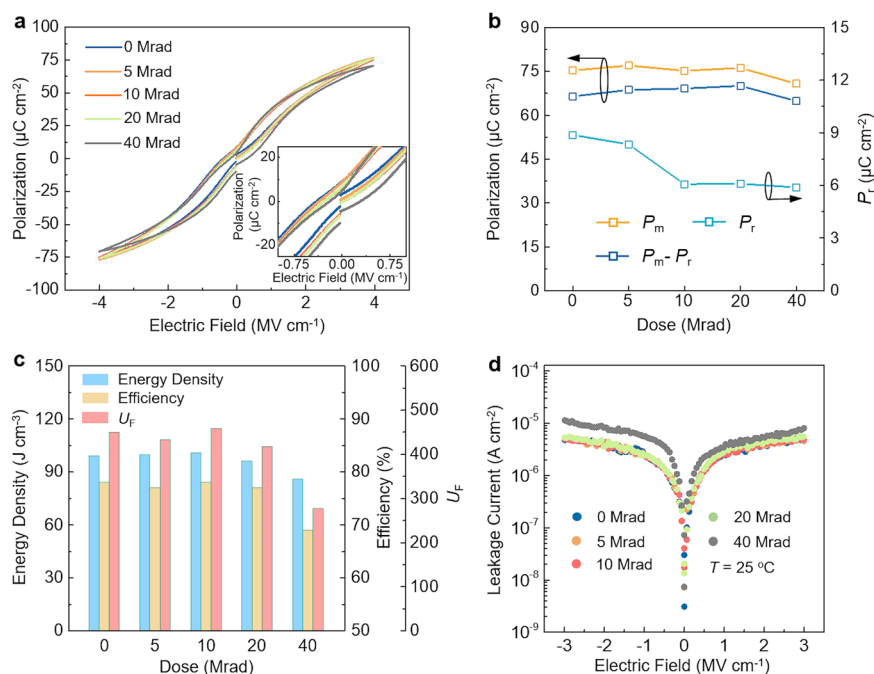 a
100
75
50
25
0
-25
-50
-75
-100
Polarization (µC cm-2)
0 Mrad
5 Mrad
10 Mrad
20 Mrad
40 Mrad
20
0
-20
Polarization
(µC cm-2)
-0.75 0.00 0.75
Electric Field (MV cm-1)
-4 -2 0 2 4
Electric Field (MV cm-1)
b
90
75
60
45
30
15
0
Polarization (µC cm-2)
15
12
9
6
3
0
Pr (µC cm-2)
Pm Pr
Pm- Pr
0 5 10 20 40
Dose (Mrad)
c
150
120
90
60
30
0
Energy Density (J cm-3)
Energy Density
Efficiency
UF
100
90
80
70
60
50
Efficiency (%)
600
500
400
300
200
100
0
UF
0 5 10 20 40
Dose (Mrad)
d
10-4
10-5
10-6
10-7
10-8
10-9
Leakage Current (A cm-2)
0 Mrad 20 Mrad
5 Mrad 40 Mrad
10 Mrad T = 25 oC
-3 -2 -1 0 1 2 3
Electric Field (MV cm-1)